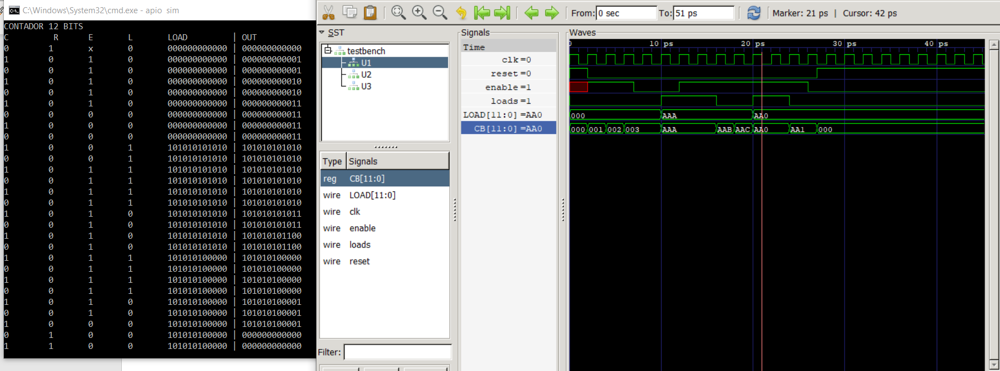 C:\Windows\System32\cmd.exe - apio sim
CONTADOR 12 BITS
C R E L LOAD | OUT
0 1 x 0 000000000000 | 000000000000
1 0 1 0 000000000000 | 000000000001
0 0 1 0 000000000000 | 000000000001
1 0 1 0 000000000000 | 000000000010
0 0 1 0 000000000000 | 000000000010
1 0 1 0 000000000000 | 000000000011
0 0 0 0 000000000000 | 000000000011
1 0 0 0 000000000000 | 000000000011
0 0 0 0 000000000000 | 000000000011
1 0 0 1 101010101010 | 101010101010
0 0 0 1 101010101010 | 101010101010
1 0 1 1 101010101010 | 101010101010
0 0 1 1 101010101010 | 101010101010
1 0 1 1 101010101010 | 101010101010
0 0 1 1 101010101010 | 101010101010
1 0 1 0 101010101010 | 101010101011
0 0 1 0 101010101010 | 101010101011
1 0 1 0 101010101010 | 101010101100
0 0 1 0 101010101010 | 101010101100
1 0 1 1 101010100000 | 101010100000
0 0 1 1 101010100000 | 101010100000
1 0 1 1 101010100000 | 101010100000
0 0 1 1 101010100000 | 101010100000
1 0 1 0 101010100000 | 101010100001
0 0 1 0 101010100000 | 101010100001
1 0 0 0 101010100000 | 101010100001
0 1 0 0 101010100000 | 000000000000
1 1 0 0 101010100000 | 000000000000
From: 0 sec To: 51 ps Marker: 21 ps | Cursor: 42 ps
SST
testbench
U1
U2
U3
Type Signals
reg CB[11:0]
wire LOAD[11:0]
wire clk
wire enable
wire loads
wire reset
Filter:
Signals
Time
clk =0
reset =0
enable =1
loads =1
LOAD[11:0] =AA0
CB[11:0] =AA0
Waves
0 10 ps 20 ps 30 ps 40 ps
000 AAA AA0
000 001 002 003 AAA AAB AAC AA0 AA1 000